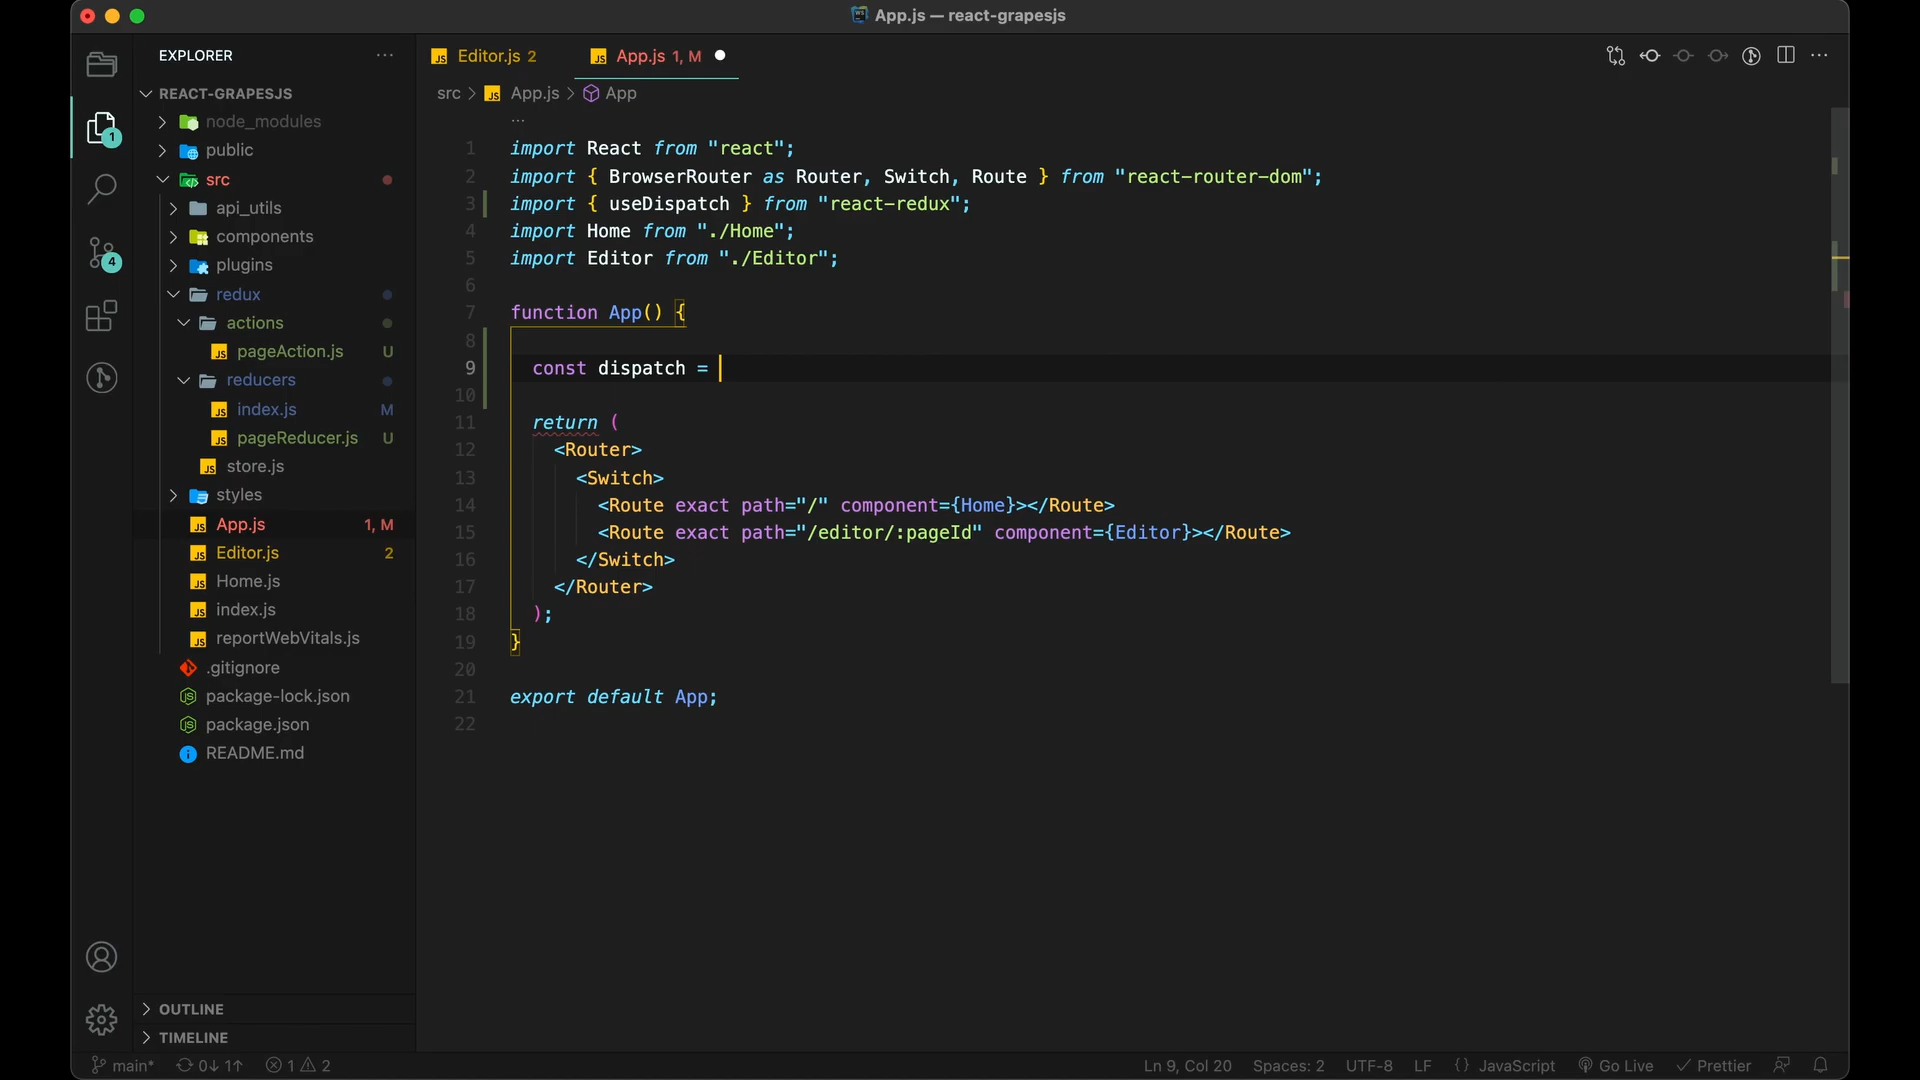 App.js — react-grapesjs
EXPLORER
REACT-GRAPESJS
node_modules
public
src
api_utils
components
plugins
redux
actions
pageAction.js U
reducers
index.js M
pageReducer.js U
store.js
styles
App.js 1, M
Editor.js 2
Home.js
index.js
reportWebVitals.js
.gitignore
package-lock.json
package.json
README.md
OUTLINE
TIMELINE
1
4
Editor.js 2
App.js 1, M
src > App.js > App
...
1 import React from "react";
2 import { BrowserRouter as Router, Switch, Route } from "react-router-dom";
3 import { useDispatch } from "react-redux";
4 import Home from "./Home";
5 import Editor from "./Editor";
6
7 function App() {
8
9 const dispatch =
10
11 return (
12 <Router>
13 <Switch>
14 <Route exact path="/" component={Home}></Route>
15 <Route exact path="/editor/:pageId" component={Editor}></Route>
16 </Switch>
17 </Router>
18 );
19 }
20
21 export default App;
22
main* 0↓ 1↑ 1 2
Ln 9, Col 20 Spaces: 2 UTF-8 LF {} JavaScript Go Live Prettier